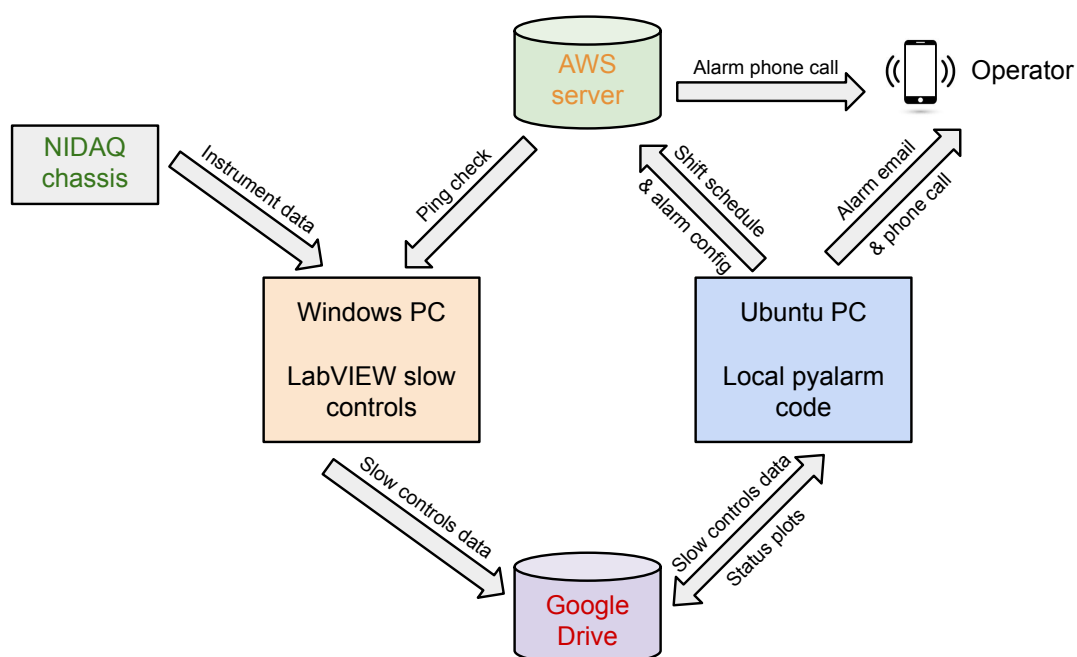 AWS
server
Alarm phone call
Operator
NIDAQ
chassis
Instrument data
Ping check
Shift schedule
& alarm config
Alarm email
& phone call
Windows PC
LabVIEW slow
controls
Ubuntu PC
Local pyalarm
code
Slow controls data
Slow controls data
Status plots
Google
Drive